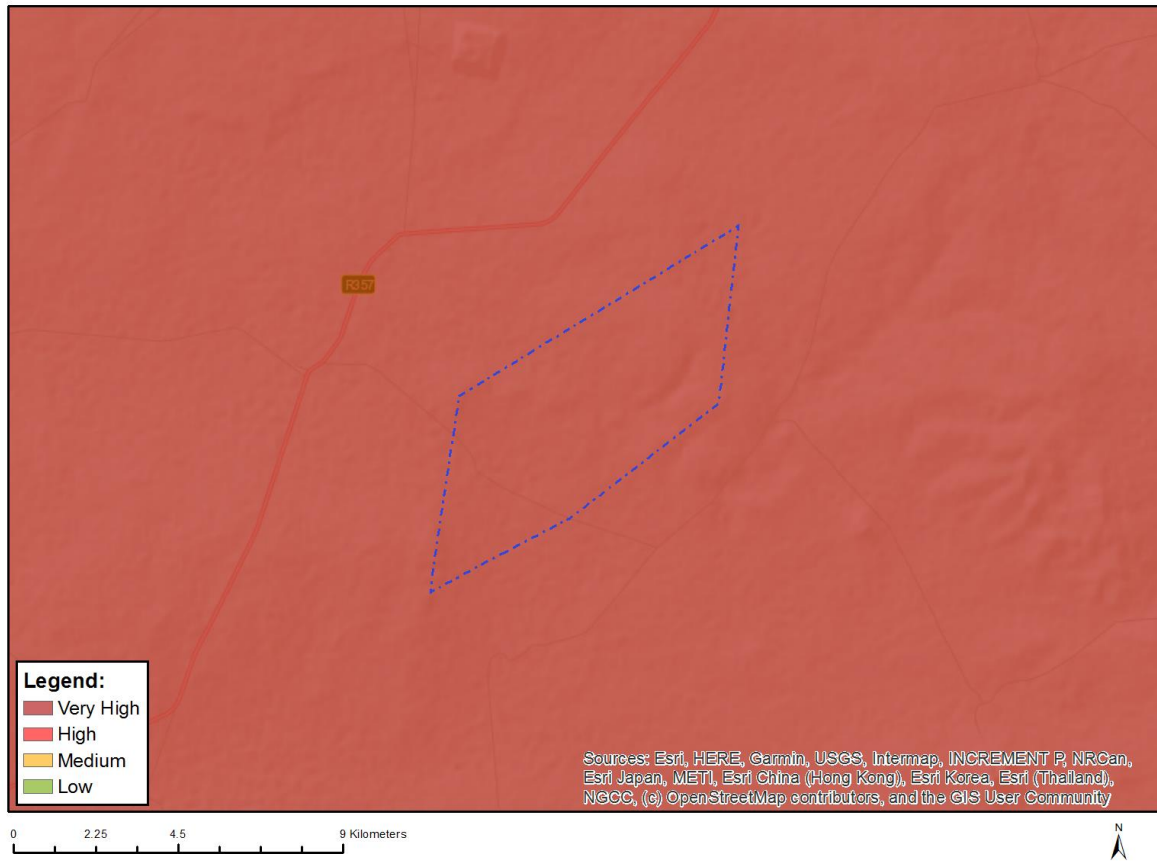 R357
Legend:
Very High
High
Medium
Low
Sources: Esri, HERE, Garmin, USGS, Intermap, INCREMENT P, NRCan,
Esri Japan, METI, Esri China (Hong Kong), Esri Korea, Esri (Thailand),
NGCC, (c) OpenStreetMap contributors, and the GIS User Community
0 2.25 4.5 9 Kilometers
N